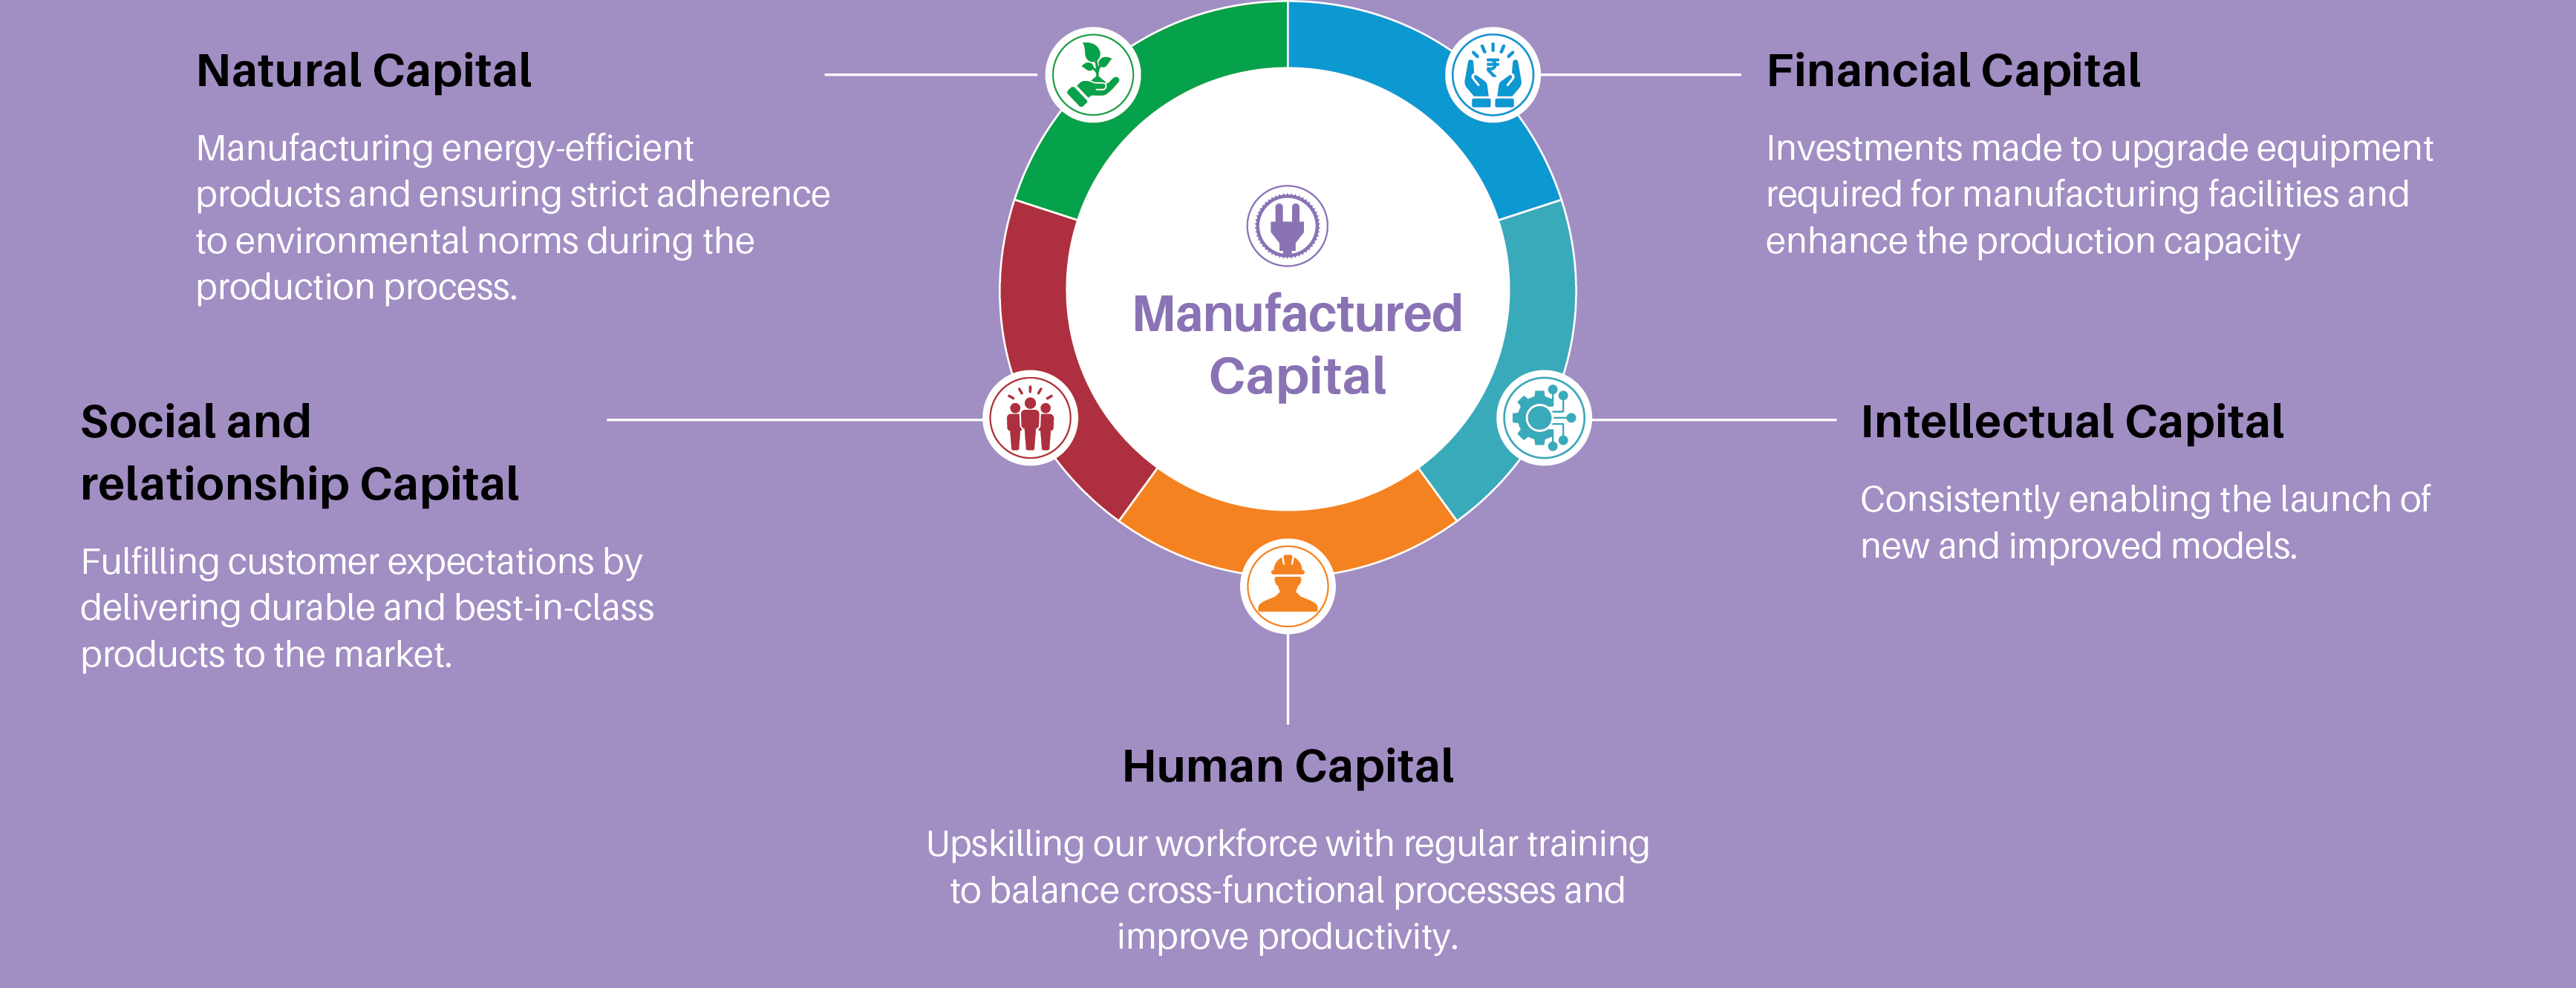 Natural Capital
Manufacturing energy-efficient
products and ensuring strict adherence
to environmental norms during the
production process.
Financial Capital
₹
Investments made to upgrade equipment
required for manufacturing facilities and
enhance the production capacity
Manufactured
Capital
Social and
relationship Capital
Fulfilling customer expectations by
delivering durable and best-in-class
products to the market.
Intellectual Capital
Consistently enabling the launch of
new and improved models.
Human Capital
Upskilling our workforce with regular training
to balance cross-functional processes and
improve productivity.